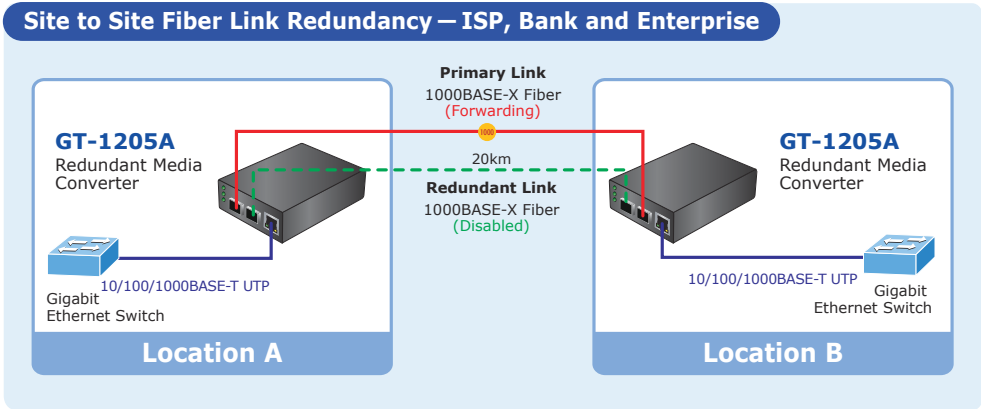 Site to Site Fiber Link Redundancy — ISP, Bank and Enterprise
Primary Link
1000BASE-X Fiber
(Forwarding)
1000
20km
Redundant Link
1000BASE-X Fiber
(Disabled)
GT-1205A
Redundant Media
Converter
10/100/1000BASE-T UTP
Gigabit
Ethernet Switch
Location A
GT-1205A
Redundant Media
Converter
10/100/1000BASE-T UTP
Gigabit
Ethernet Switch
Location B